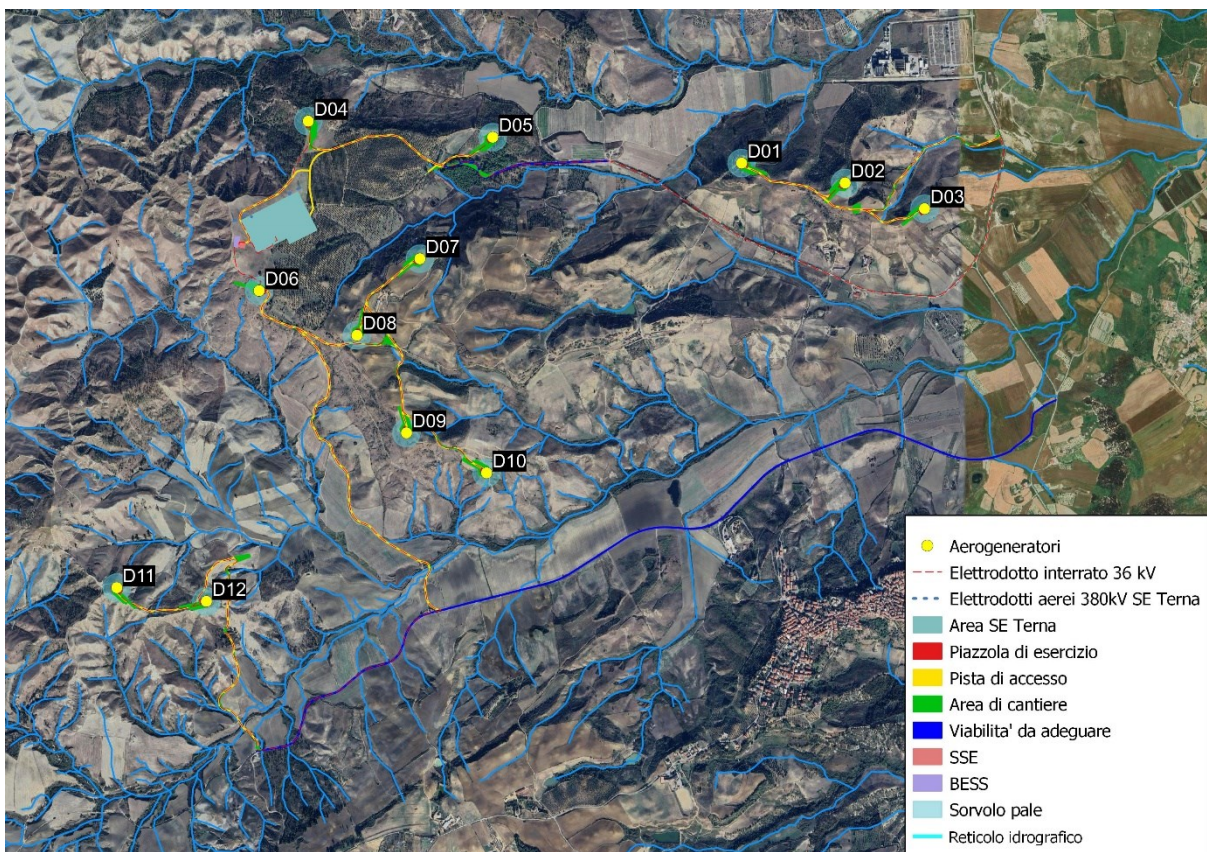 D04
D05
D01
D02
D03
D07
D06
D08
D09
D10
D11
D12
Aerogeneratori
Elettrodotto interrato 36 kV
Elettrodotti aerei 380kV SE Terna
Area SE Terna
Piazzola di esercizio
Pista di accesso
Area di cantiere
Viabilita' da adeguare
SSE
BESS
Sorvolo pale
Reticolo idrografico